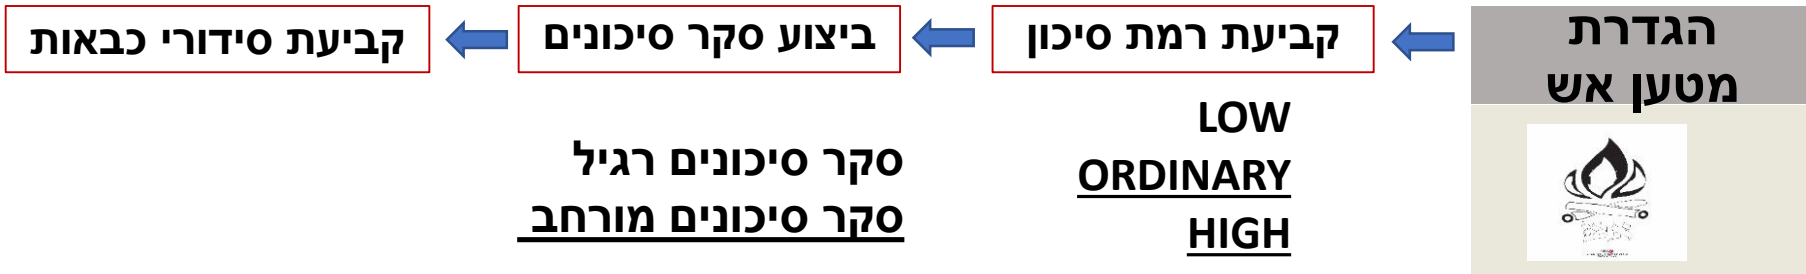 הגדרת
מטען אש
קביעת רמת סיכון
ביצוע סקר סיכונים
קביעת סידורי כבאות
LOW
ORDINARY
HIGH
סקר סיכונים רגיל
סקר סיכונים מורחב